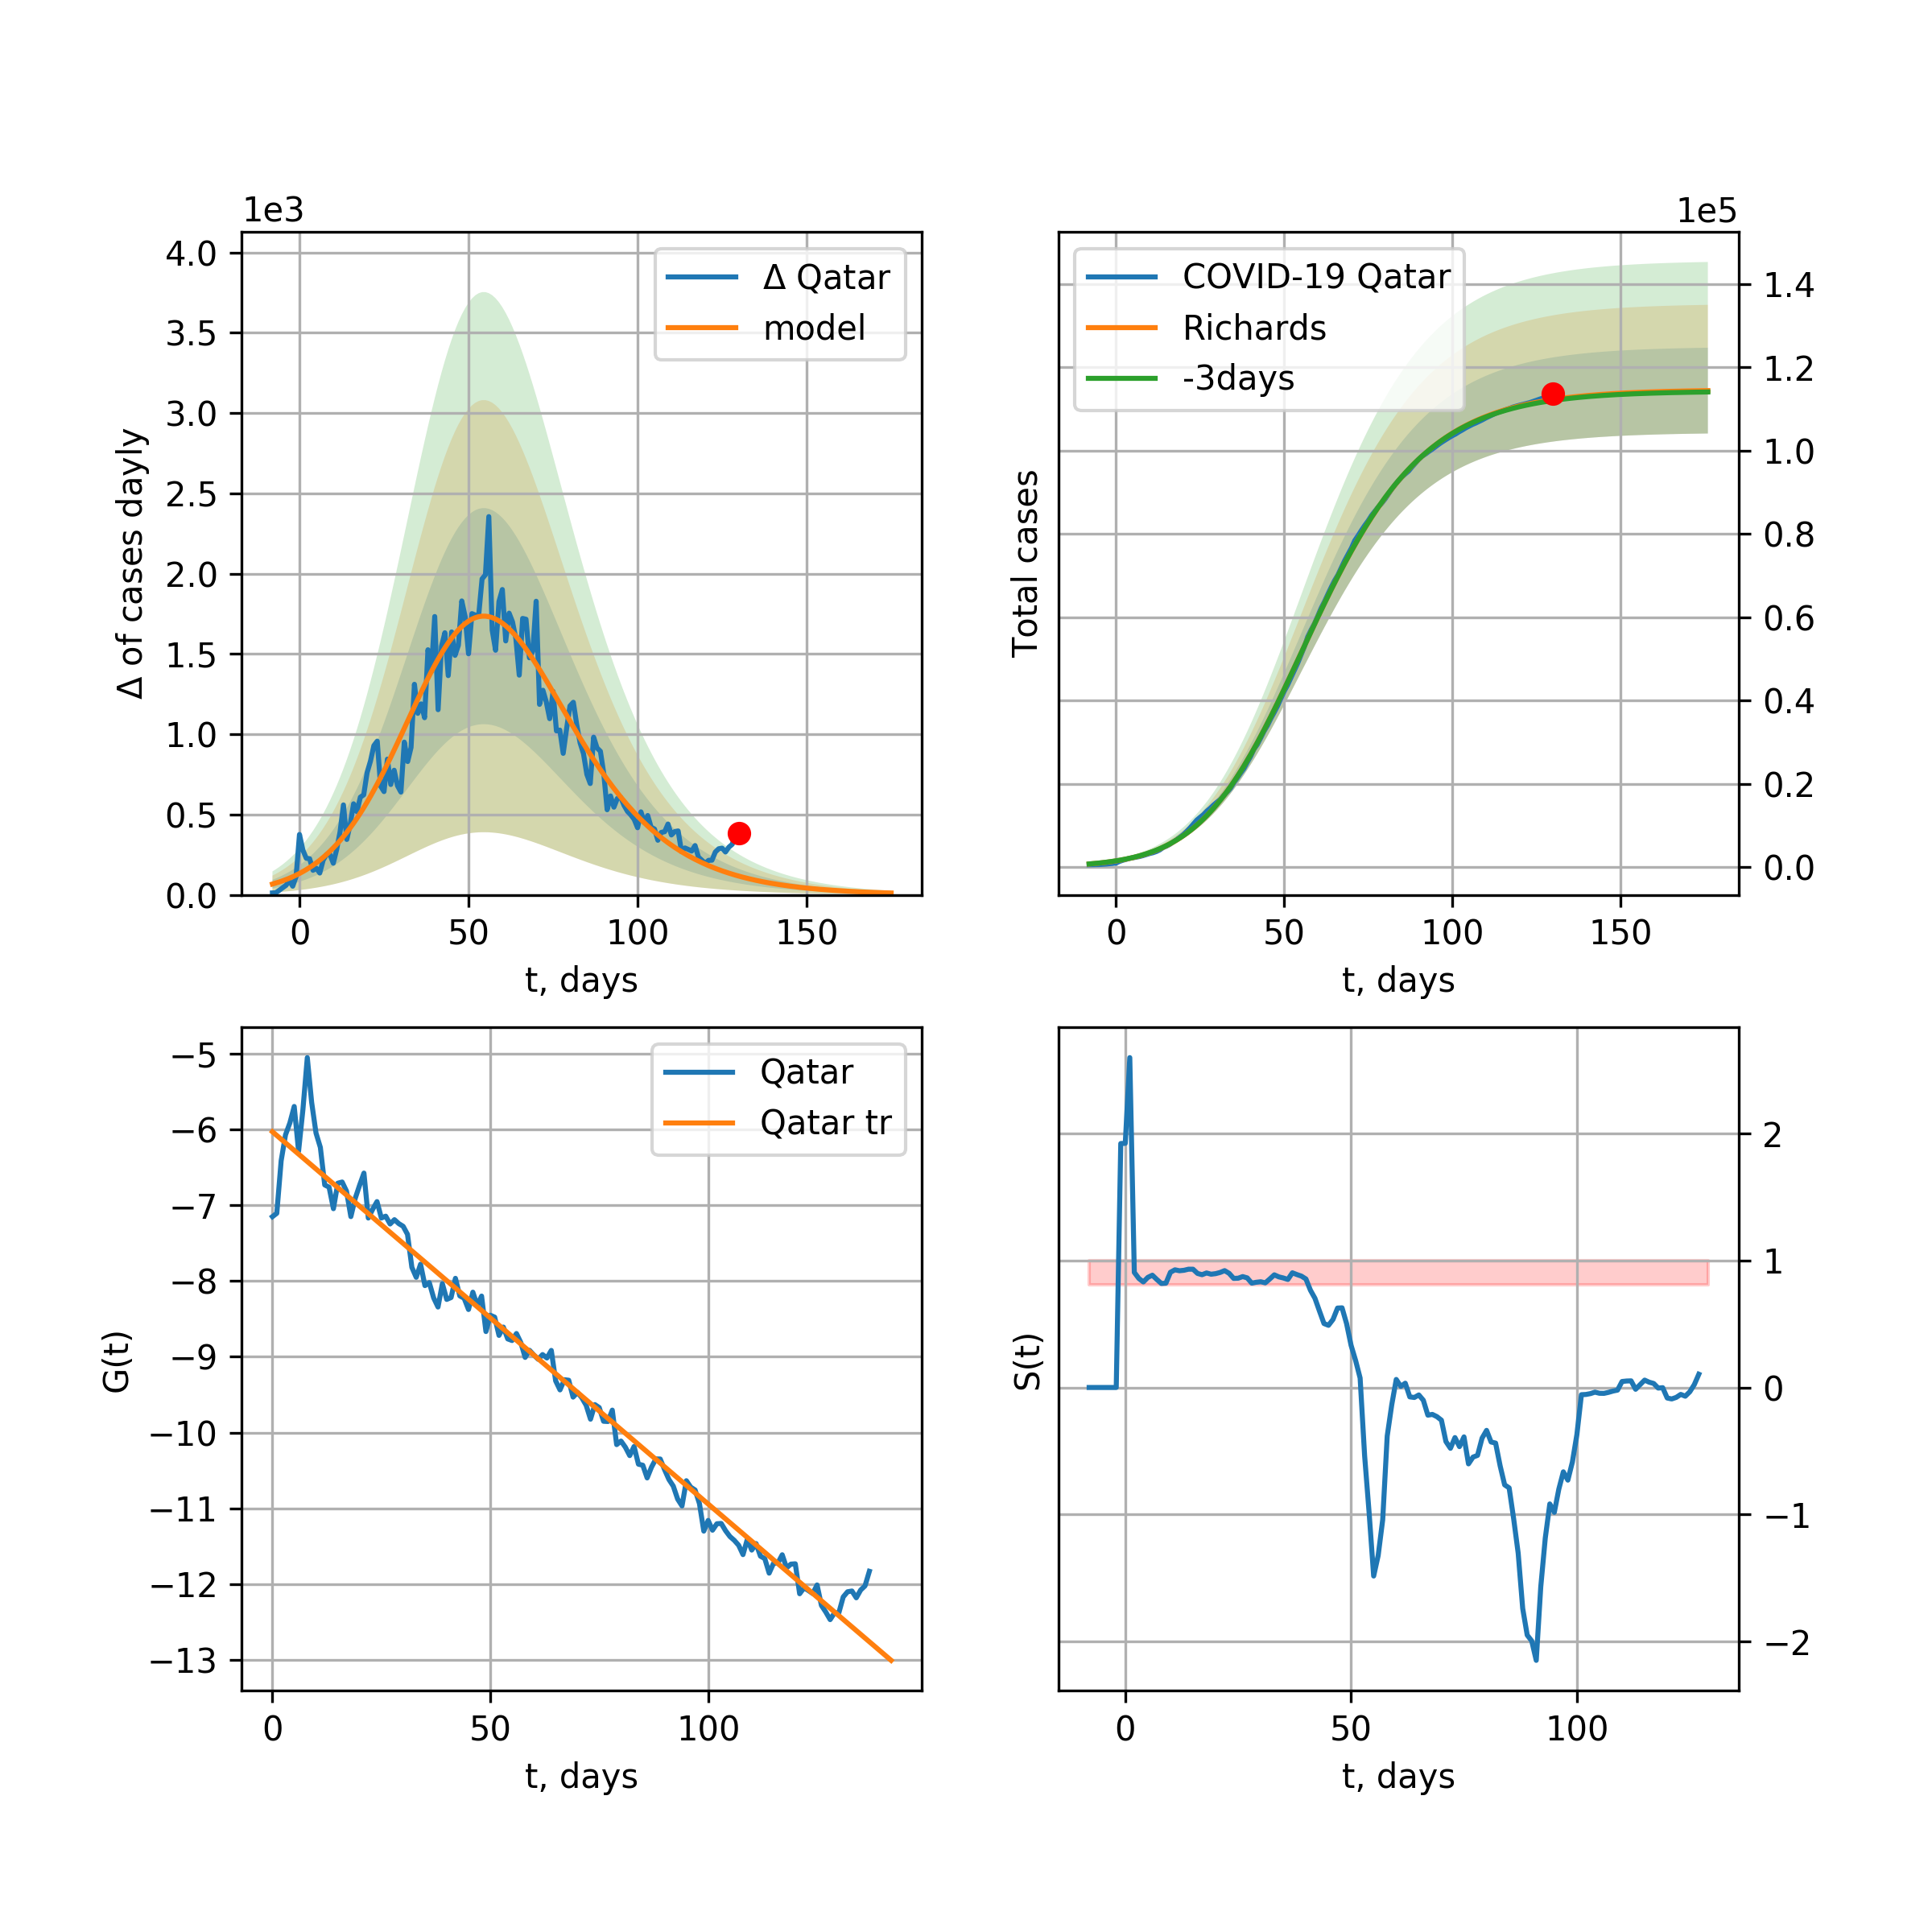 1e3
4.0
3.5
3.0
2.5
2.0
1.5
1.0
0.5
0.0
Δ of cases dayly
Δ Qatar
model
0 50 100 150
t, days
1e5
COVID-19 Qatar
Richards
-3days
Total cases
1.4
1.2
1.0
0.8
0.6
0.4
0.2
0.0
0 50 100 150
t, days
−5
−6
−7
−8
−9
−10
−11
−12
−13
G(t)
Qatar
Qatar tr
0 50 100
t, days
S(t)
2
1
0
−1
−2
0 50 100
t, days